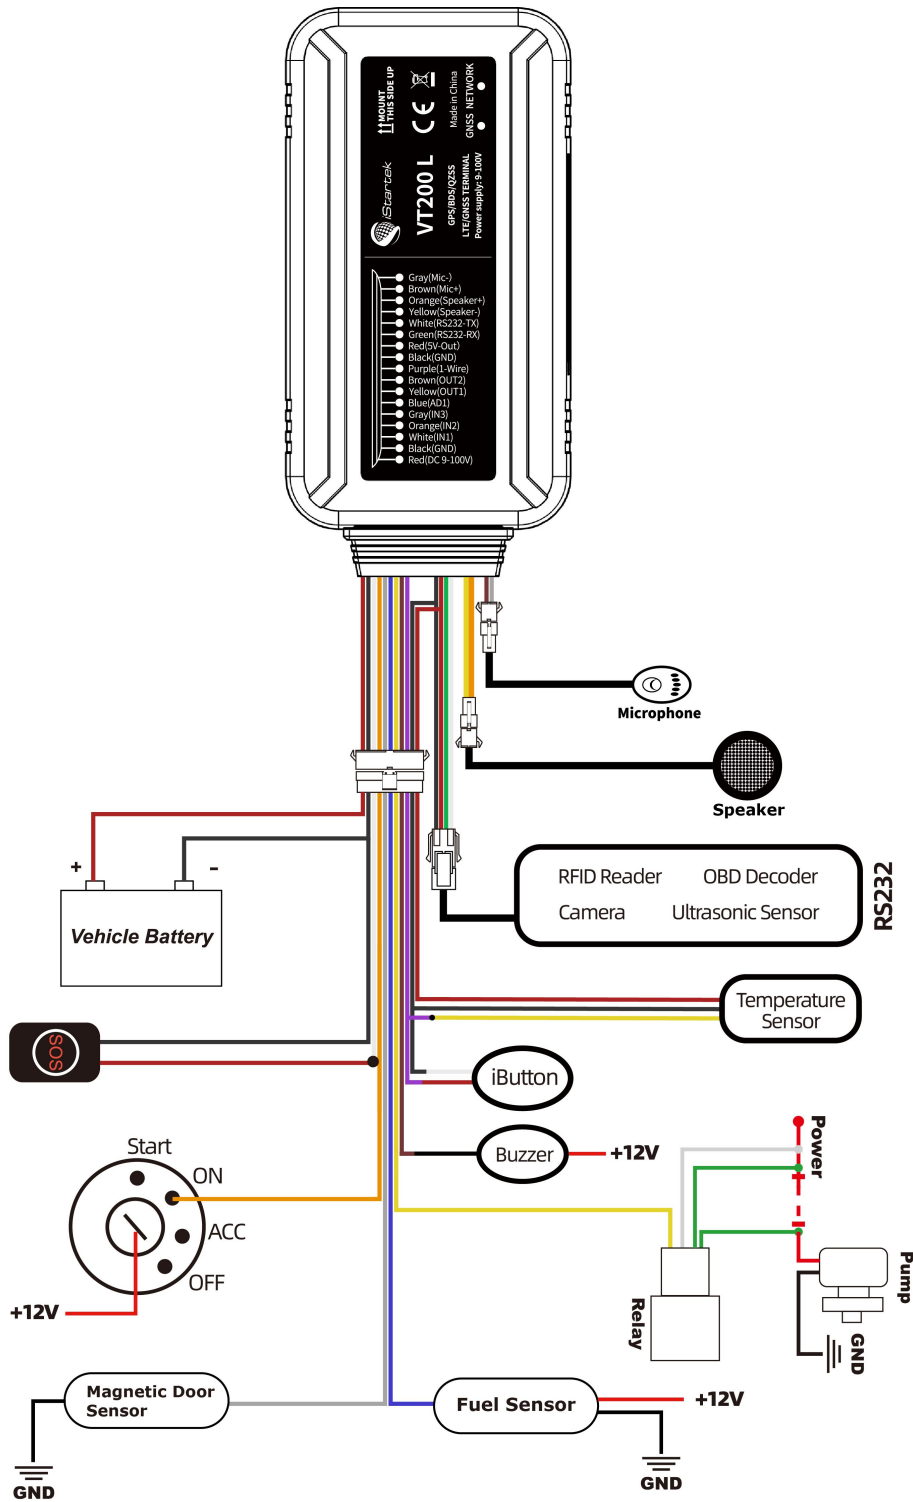 MOUNT
THIS SIDE UP
CE
Made in China
GNSS NETWORK
iStartek
VT200 L
GPS/BDS/QZSS
LTE/GNSS TERMINAL
Power supply: 9-100V
Gray(Mic-)
Brown(Mic+)
Orange(Speaker+)
Yellow(Speaker-)
White(RS232-TX)
Green(RS232-RX)
Red(5V-Out)
Black(GND)
Purple(1-Wire)
Brown(OUT2)
Yellow(OUT1)
Blue(AD1)
Gray(IN3)
Orange(IN2)
White(IN1)
Black(GND)
Red(DC 9-100V)
Microphone
Speaker
+ -
Vehicle Battery
RFID Reader OBD Decoder
Camera Ultrasonic Sensor
RS232
Temperature
Sensor
SOS
iButton
Buzzer
+12V
Power
Start
ON
ACC
OFF
+12V
Relay
Pump
GND
Magnetic Door
Sensor
GND
Fuel Sensor
+12V
GND